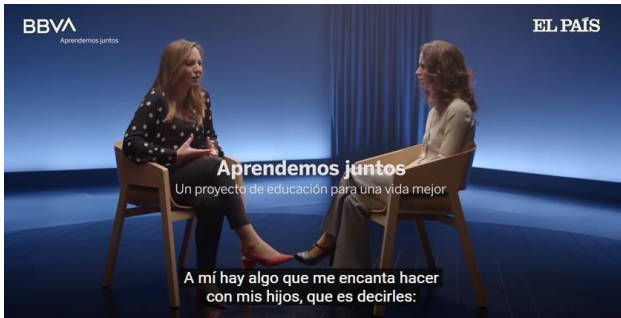 BBVA
Aprendemos juntos
EL PAÍS
Aprendemos juntos
Un proyecto de educación para una vida mejor
A mí hay algo que me encanta hacer
con mis hijos, que es decirles: